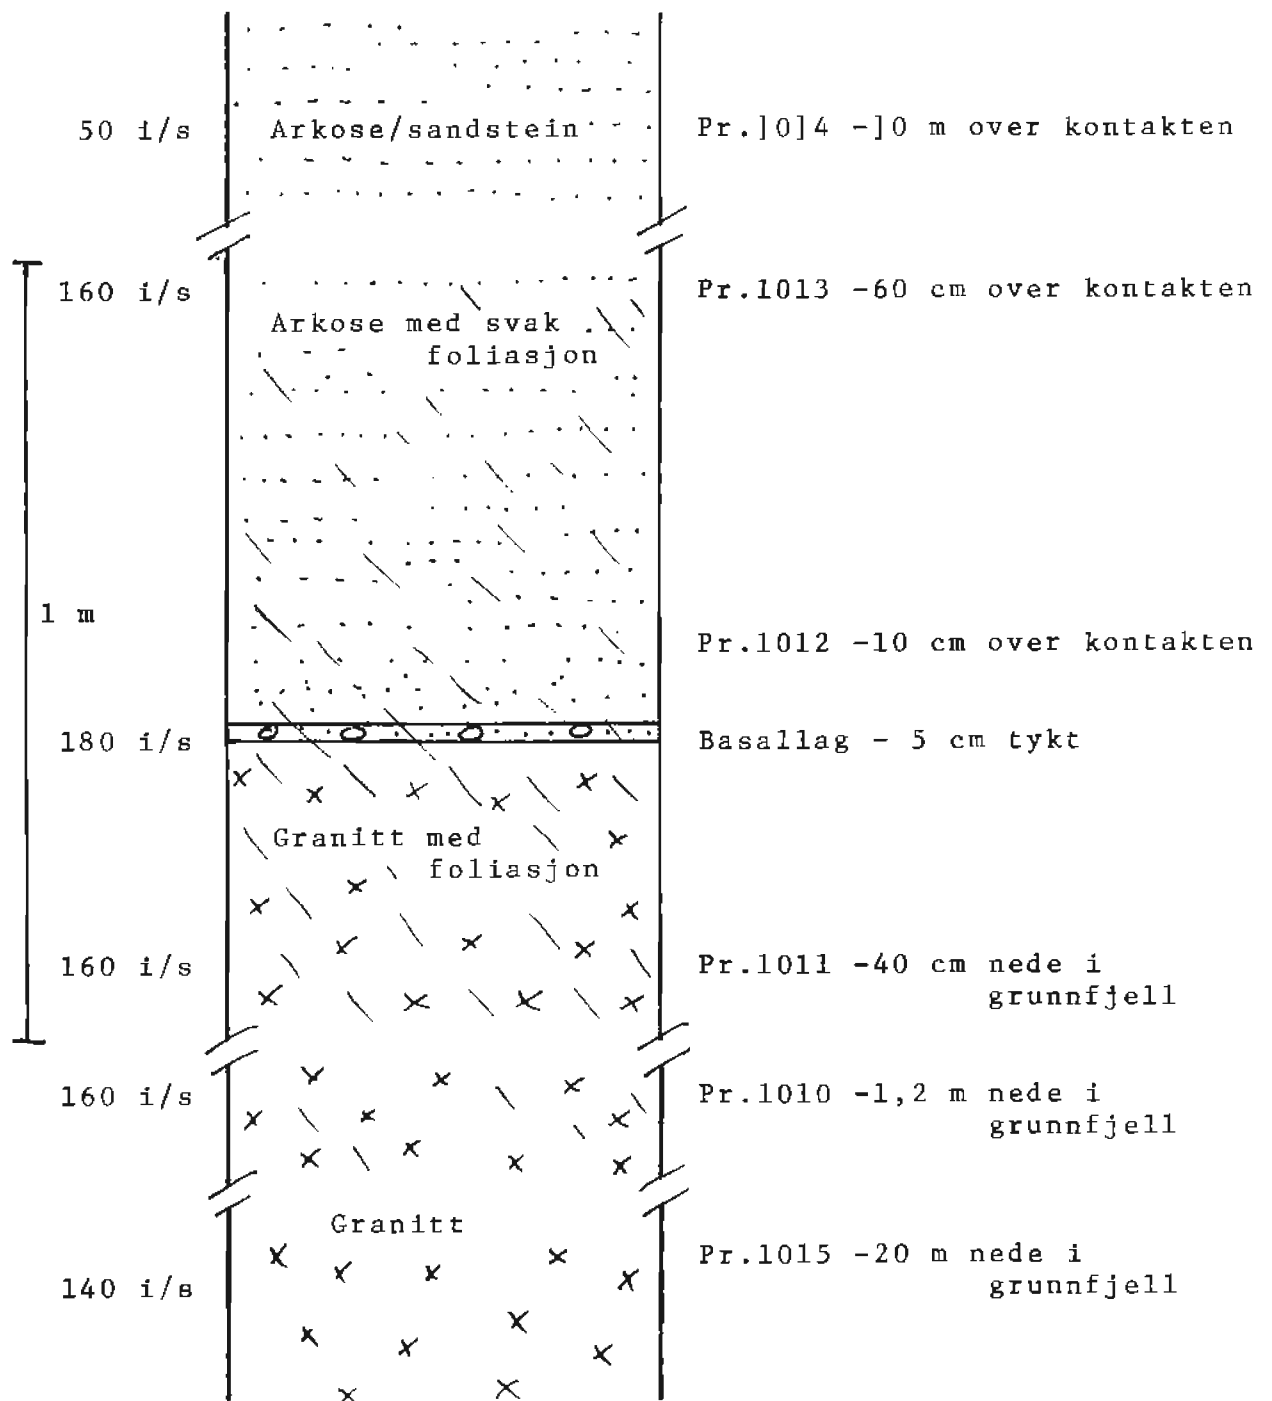 50 i/s
Arkose/sandstein
Pr.1014 -10 m over kontakten
160 i/s
Pr.1013 -60 cm over kontakten
Arkose med svak
foliasjon
1 m
Pr.1012 -10 cm over kontakten
180 i/s
Basallag - 5 cm tykt
Granitt med
foliasjon
160 i/s
Pr.1011 -40 cm nede i
grunnfjell
160 i/s
Pr.1010 -1,2 m nede i
grunnfjell
Granitt
Pr.1015 -20 m nede i
grunnfjell
140 i/s